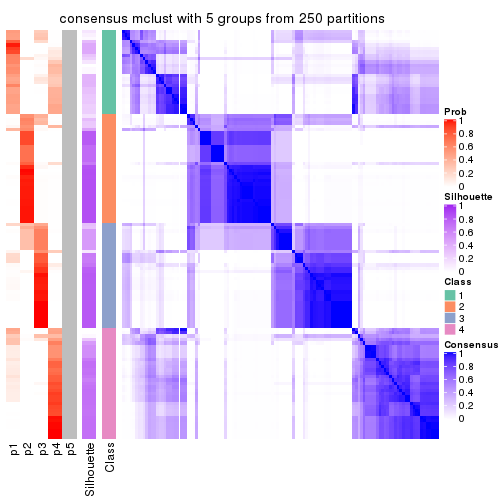 consensus mclust with 5 groups from 250 partitions
Prob
1
0.8
0.6
0.4
0.2
0
Silhouette
1
0.8
0.6
0.4
0.2
0
Class
1
2
3
4
Consensus
1
0.8
0.6
0.4
0.2
0
p1
p2
p3
p4
p5
Silhouette
Class